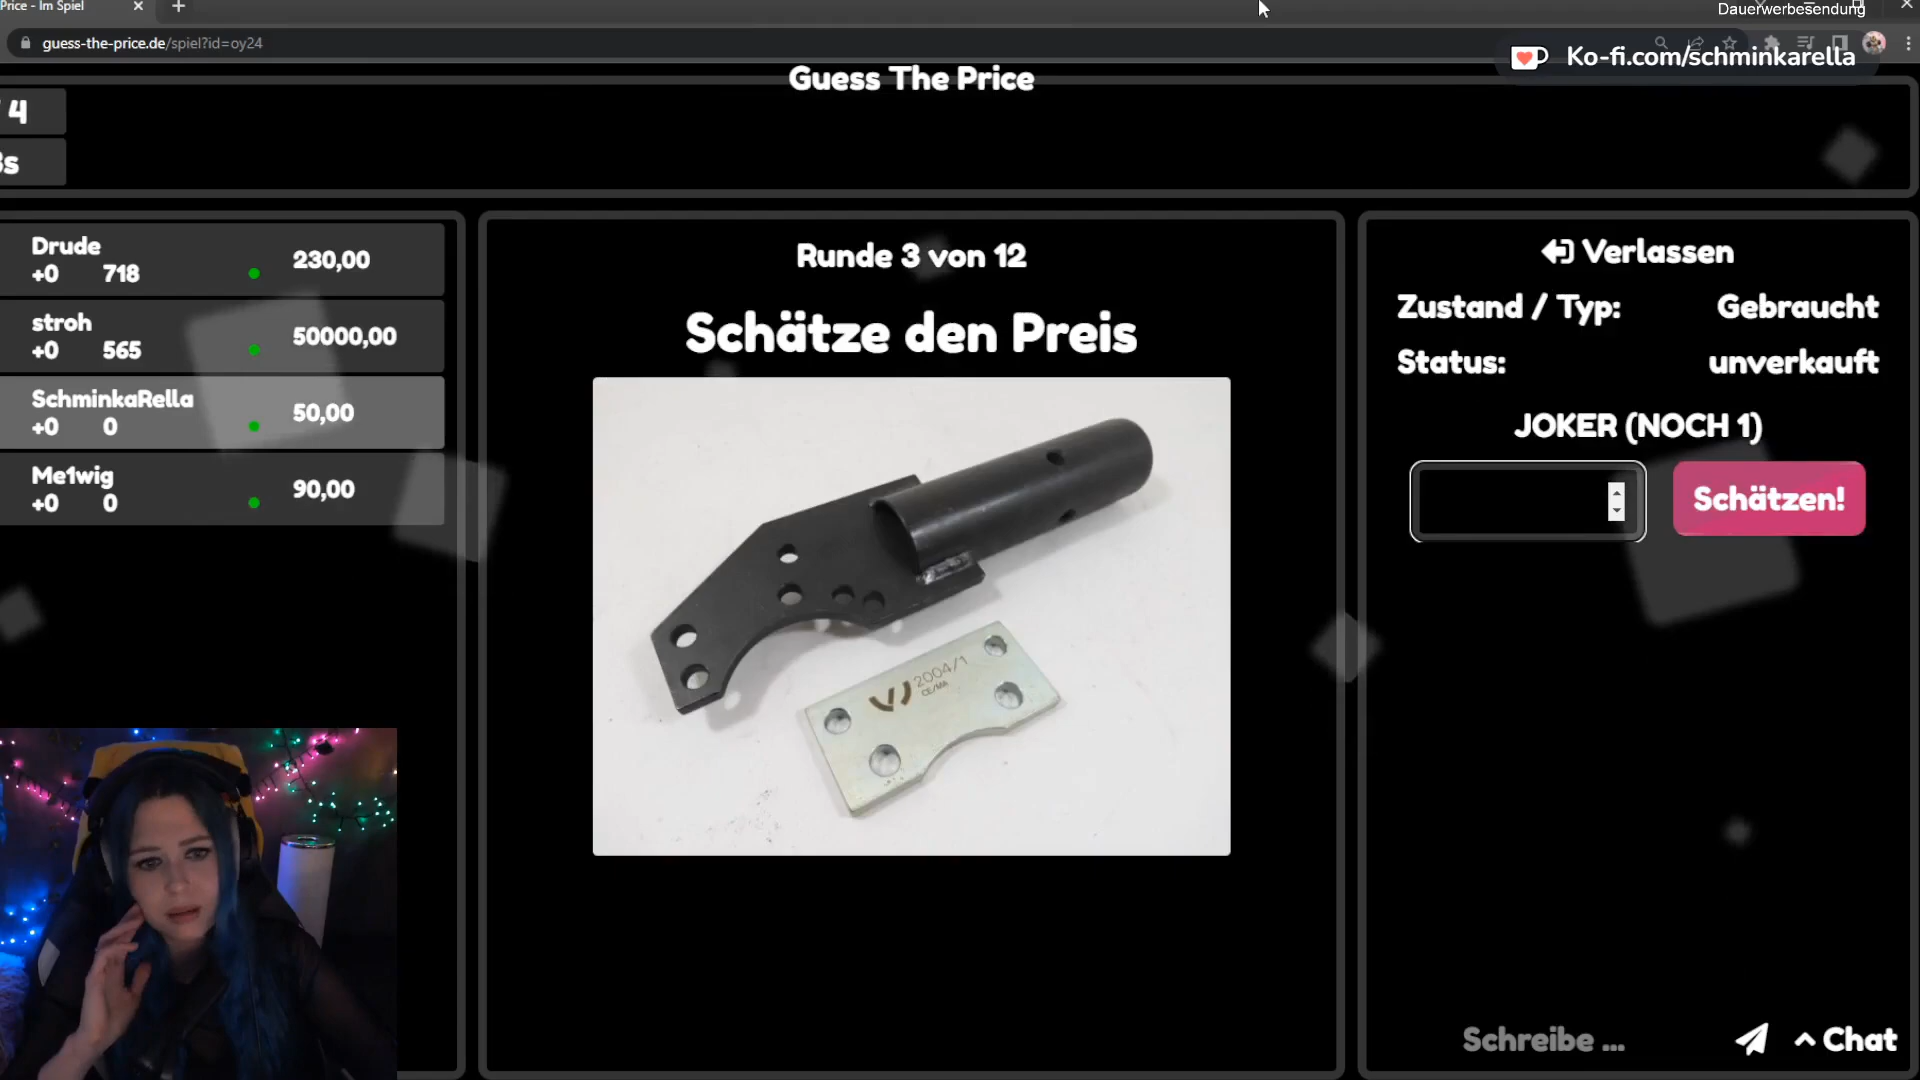 Price - Im Spiel
Dauerwerbesendung
guess-the-price.de/spiel?id=oy24
Ko-fi.com/schminkarella
Guess The Price
4
s
Drude
+0 718 230,00
stroh
+0 565 50000,00
SchminkaRella
+0 0 50,00
Me1wig
+0 0 90,00
Runde 3 von 12
Schätze den Preis
VJ 2004/1
CE/MA
Verlassen
Zustand / Typ: Gebraucht
Status: unverkauft
JOKER (NOCH 1)
Schätzen!
Schreibe ...
Chat